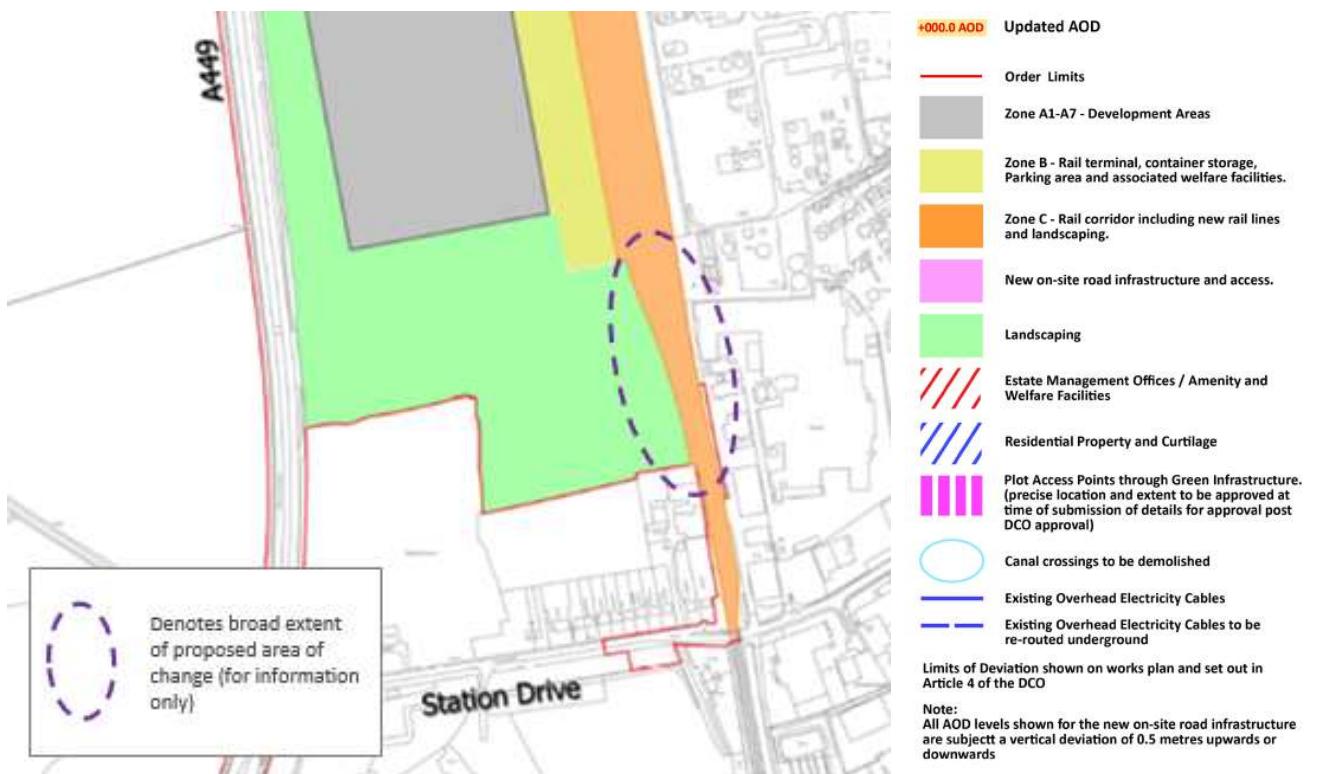 A449
Station Drive
Denotes broad extent
of proposed area of
change (for information
only)
+000.0 AOD Updated AOD
Order Limits
Zone A1-A7 - Development Areas
Zone B - Rail terminal, container storage,
Parking area and associated welfare facilities.
Zone C - Rail corridor including new rail lines
and landscaping.
New on-site road infrastructure and access.
Landscaping
Estate Management Offices / Amenity and
Welfare Facilities
Residential Property and Curtilage
Plot Access Points through Green Infrastructure.
(precise location and extent to be approved at
time of submission of details for approval post
DCO approval)
Canal crossings to be demolished
Existing Overhead Electricity Cables
Existing Overhead Electricity Cables to be
re-routed underground
Limits of Deviation shown on works plan and set out in
Article 4 of the DCO
Note:
All AOD levels shown for the new on-site road infrastructure
are subjectt a vertical deviation of 0.5 metres upwards or
downwards